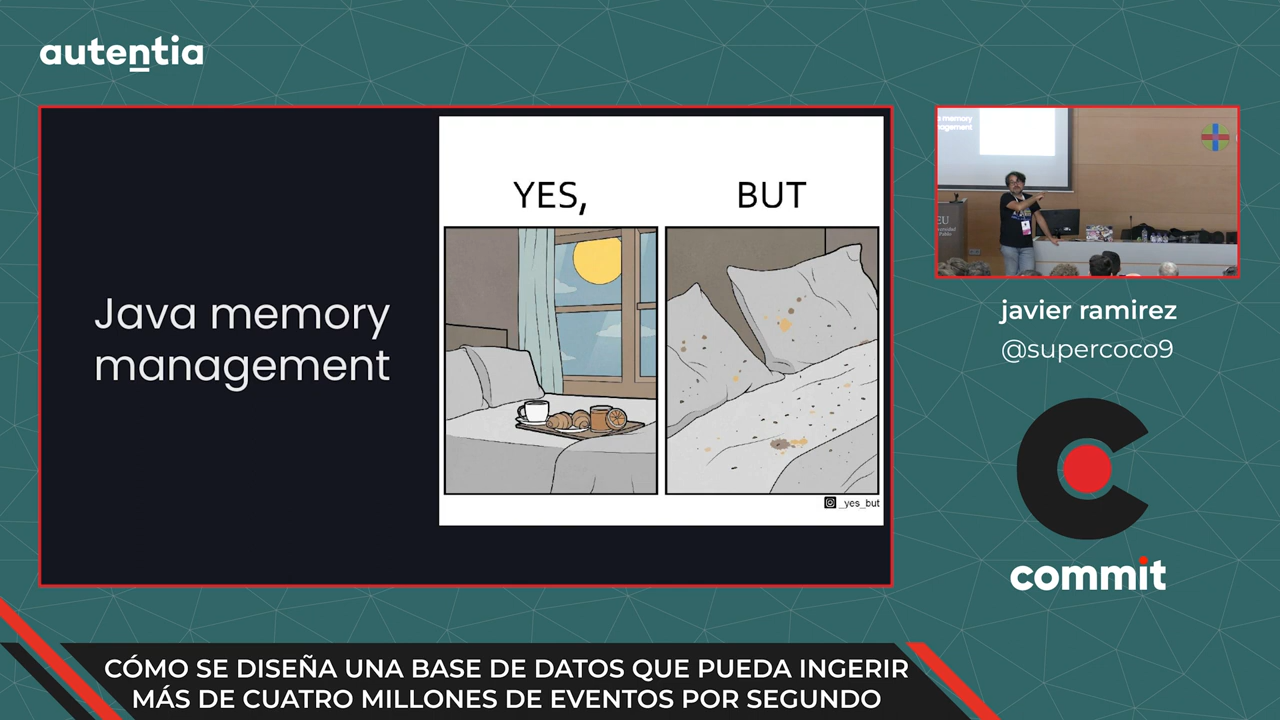 autentia
Java memory
management
YES,
BUT
_yes_but
javier ramirez
@supercoco9
commit
CÓMO SE DISEÑA UNA BASE DE DATOS QUE PUEDA INGERIR
MÁS DE CUATRO MILLONES DE EVENTOS POR SEGUNDO